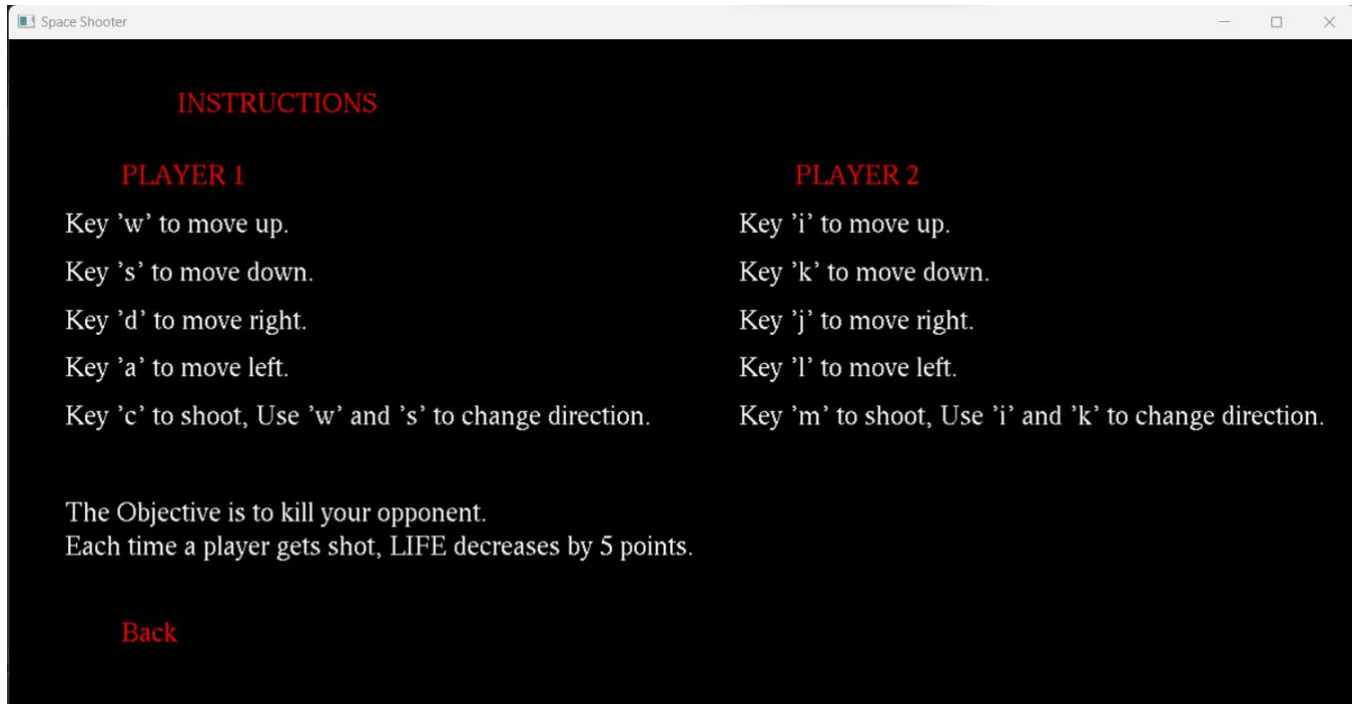 Space Shooter
INSTRUCTIONS
PLAYER 1
Key ’w’ to move up.
Key ’s’ to move down.
Key ’d’ to move right.
Key ’a’ to move left.
Key ’c’ to shoot, Use ’w’ and ’s’ to change direction.
PLAYER 2
Key ’i’ to move up.
Key ’k’ to move down.
Key ’j’ to move right.
Key ’l’ to move left.
Key ’m’ to shoot, Use ’i’ and ’k’ to change direction.
The Objective is to kill your opponent.
Each time a player gets shot, LIFE decreases by 5 points.
Back